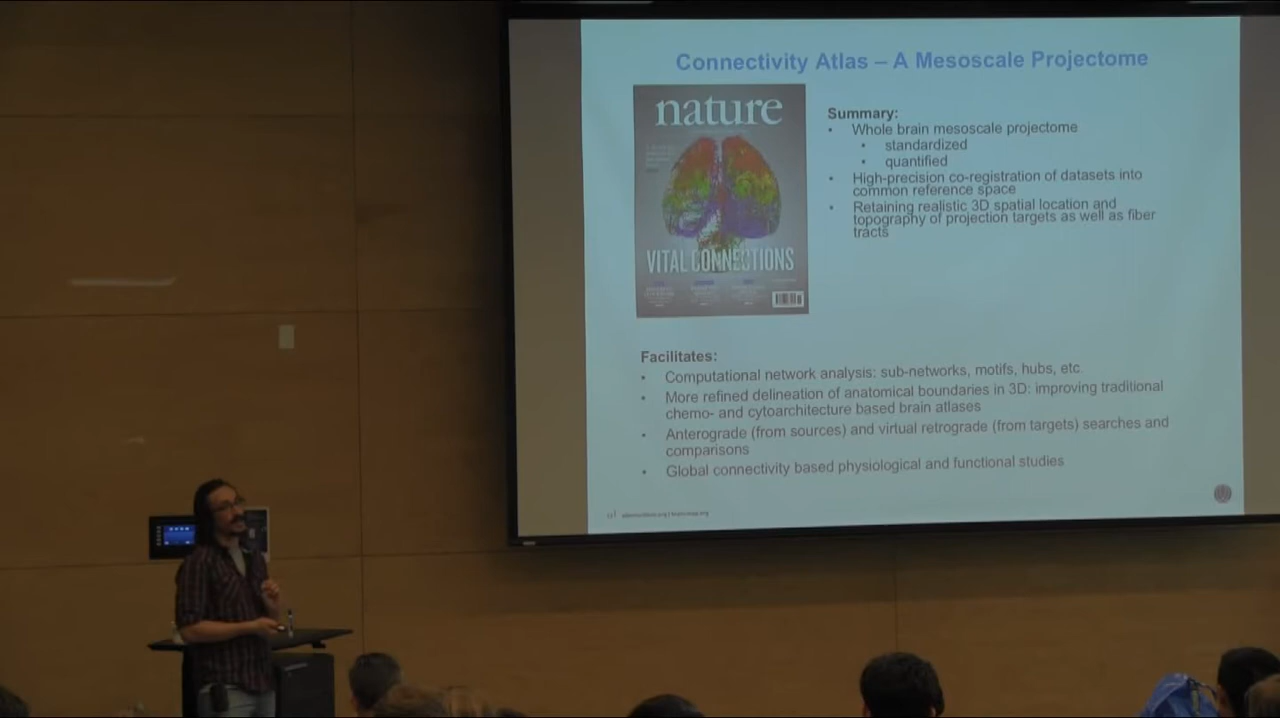 Connectivity Atlas – A Mesoscale Projectome
nature
VITAL CONNECTIONS
Summary:
• Whole brain mesoscale projectome
• standardized
• quantified
• High-precision co-registration of datasets into
common reference space
• Retaining realistic 3D spatial location and
topography of projection targets as well as fiber
tracts
Facilitates:
• Computational network analysis: sub-networks, motifs, hubs, etc.
• More refined delineation of anatomical boundaries in 3D: improving traditional
chemo- and cytoarchitecture based brain atlases
• Anterograde (from sources) and virtual retrograde (from targets) searches and
comparisons
• Global connectivity based physiological and functional studies